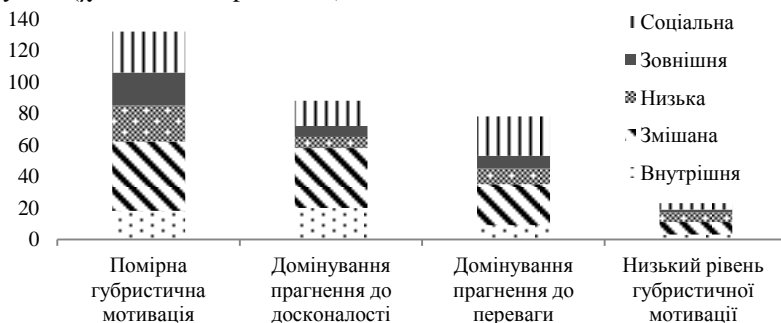 140
120
100
80
60
40
20
0
Соціальна
Зовнішня
Низька
Змішана
Внутрішня
Помірна
губристична
мотивація
Домінування
прагнення до
досконалості
Домінування
прагнення до
переваги
Низький рівень
губристичної
мотивації